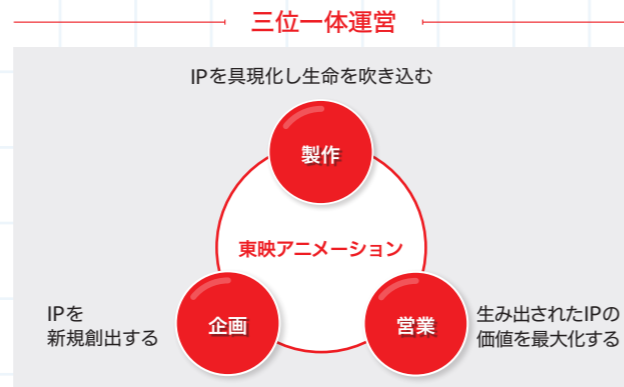 三位一体運営
IPを具現化し生命を吹き込む
製作
東映アニメーション
IPを
新規創出する
企画
営業
生み出されたIPの
価値を最大化する